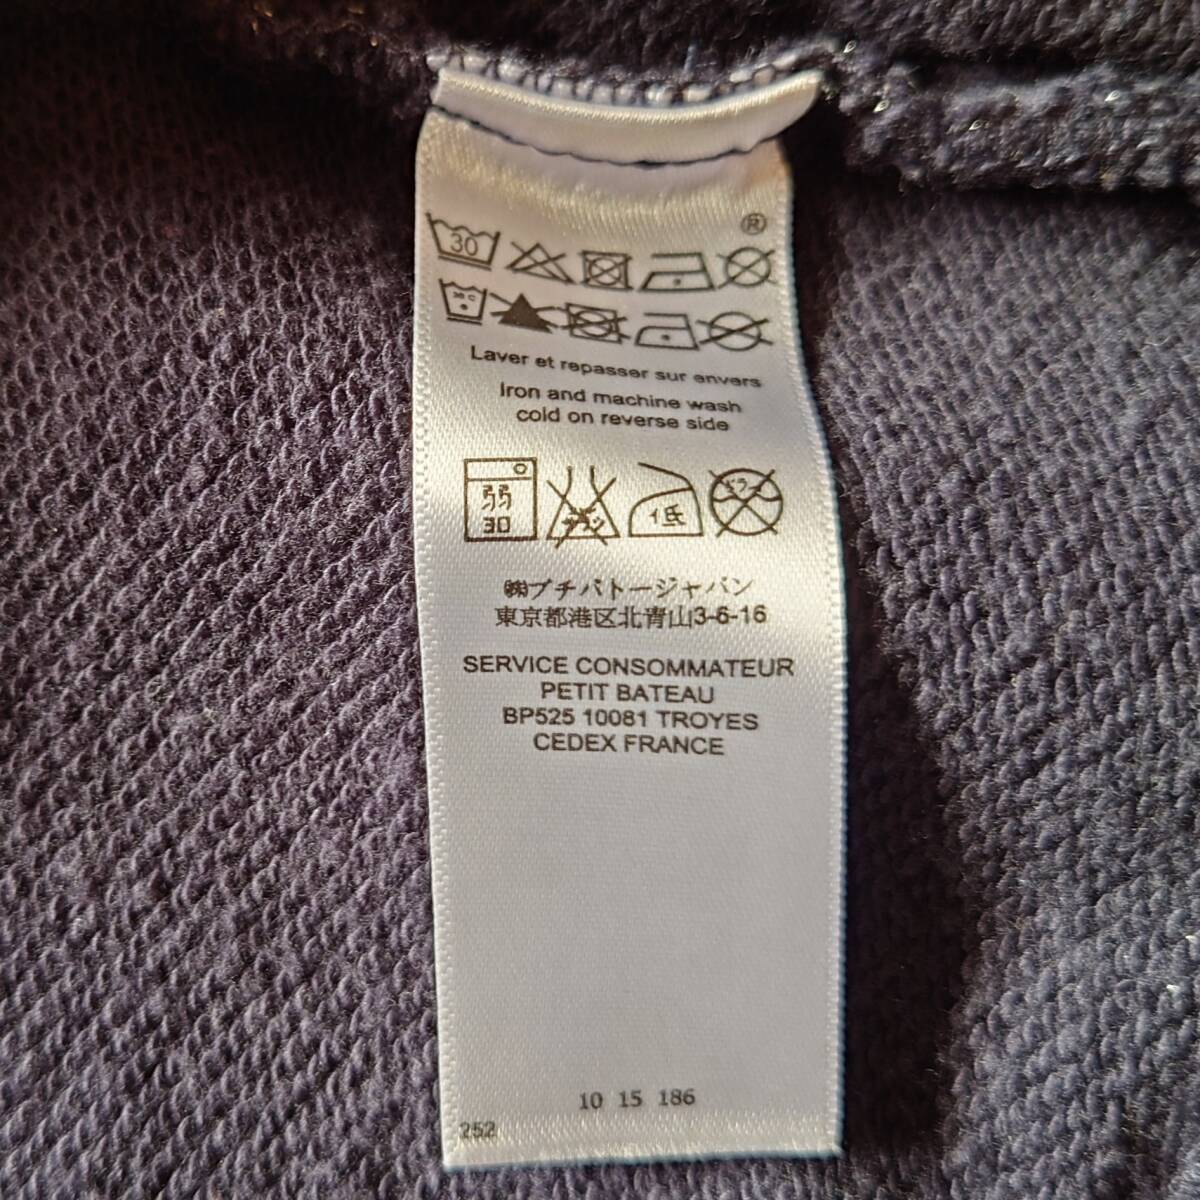 ®
30
30 C
Laver et repasser sur envers
Iron and machine wash
cold on reverse side
弱
30
低
㈱プチバトージャパン
東京都港区北青山3-6-16
SERVICE CONSOMMATEUR
PETIT BATEAU
BP525 10081 TROYES
CEDEX FRANCE
10 15 186
252